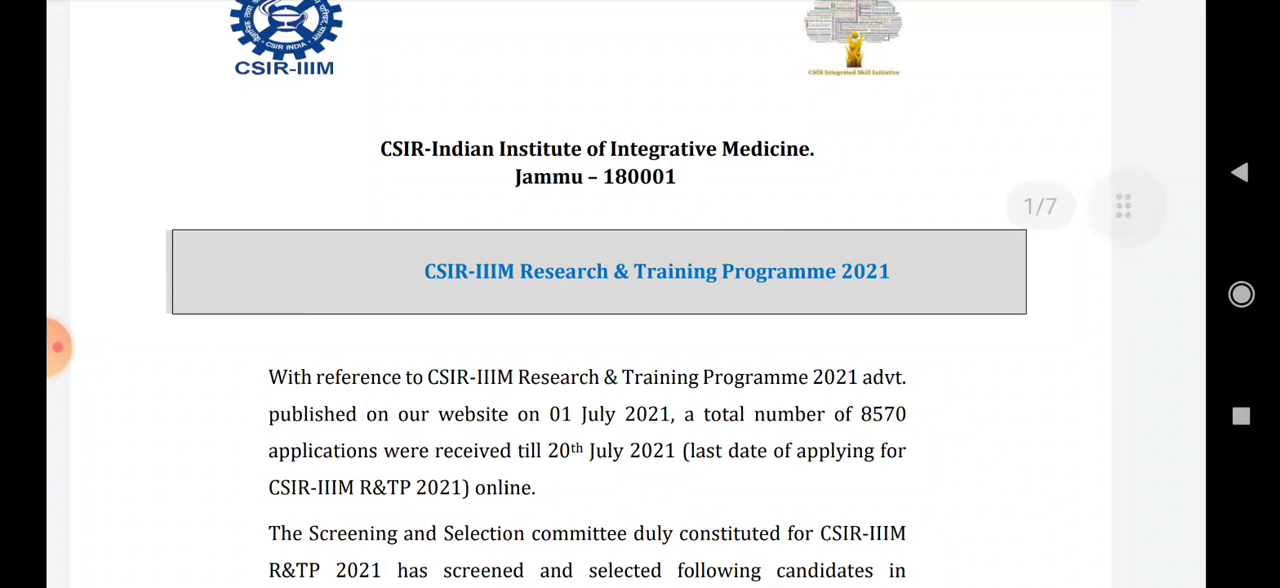 CSIR INDIA
CSIR-IIIM
CSIR Integrated Skill Initiative
CSIR-Indian Institute of Integrative Medicine.
Jammu – 180001
1/7
CSIR-IIIM Research & Training Programme 2021
With reference to CSIR-IIIM Research & Training Programme 2021 advt.
published on our website on 01 July 2021, a total number of 8570
applications were received till 20th July 2021 (last date of applying for
CSIR-IIIM R&TP 2021) online.
The Screening and Selection committee duly constituted for CSIR-IIIM
R&TP 2021 has screened and selected following candidates in